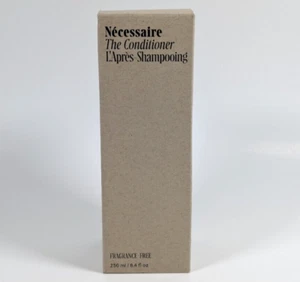 Nécessaire
The Conditioner
L'Après-Shampooing
FRAGRANCE FREE
250 ml / 8.4 fl oz